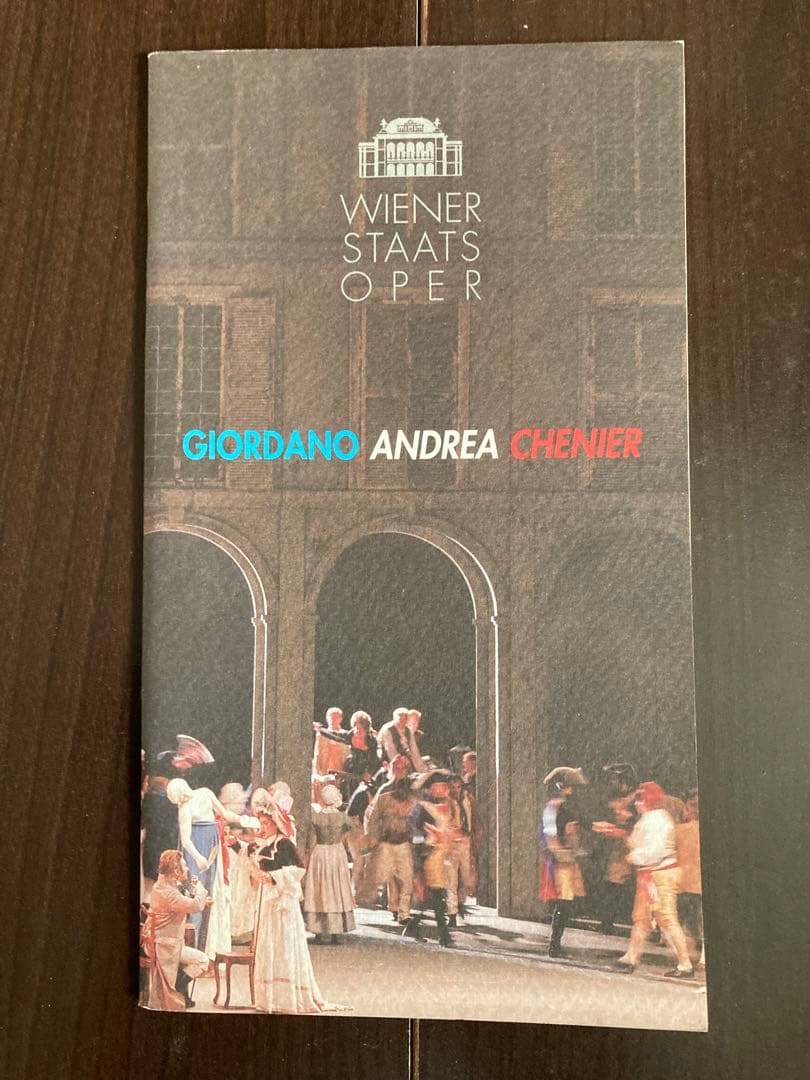 WIENER
STAATS
OPER
GIORDANO ANDREA CHENIER